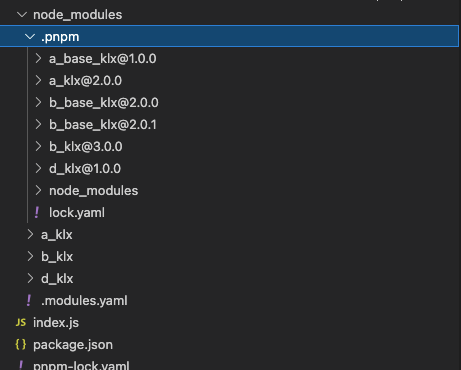 node_modules
.pnpm
a_base_klx@1.0.0
a_klx@2.0.0
b_base_klx@2.0.0
b_base_klx@2.0.1
b_klx@3.0.0
d_klx@1.0.0
node_modules
! lock.yaml
a_klx
b_klx
d_klx
! .modules.yaml
JS index.js
{} package.json
! pnpm-lock.yaml